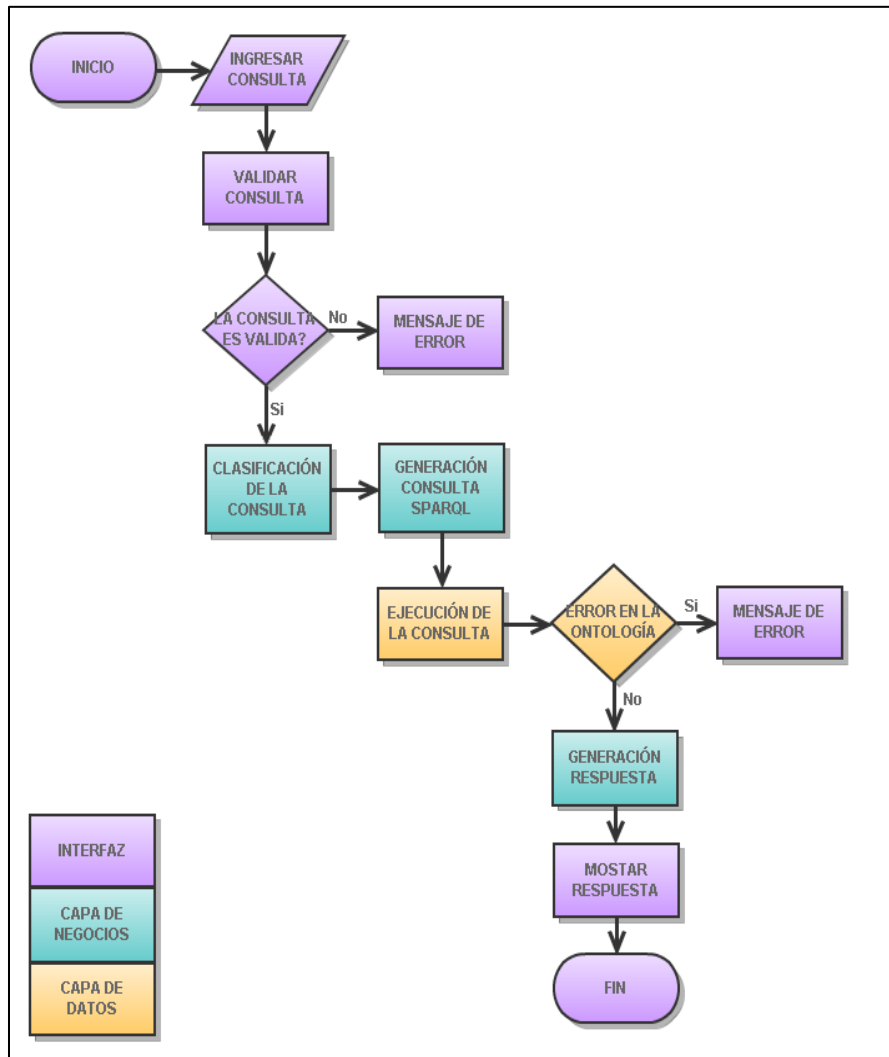 INICIO
INGRESAR
CONSULTA
VALIDAR
CONSULTA
LA CONSULTA
ES VALIDA?
No
MENSAJE DE
ERROR
Si
CLASIFICACIÓN
DE LA
CONSULTA
GENERACIÓN
CONSULTA
SPARQL
EJECUCIÓN DE
LA CONSULTA
ERROR EN LA
ONTOLOGÍA
Si
MENSAJE DE
ERROR
No
GENERACIÓN
RESPUESTA
MOSTAR
RESPUESTA
FIN
INTERFAZ
CAPA DE
NEGOCIOS
CAPA DE
DATOS